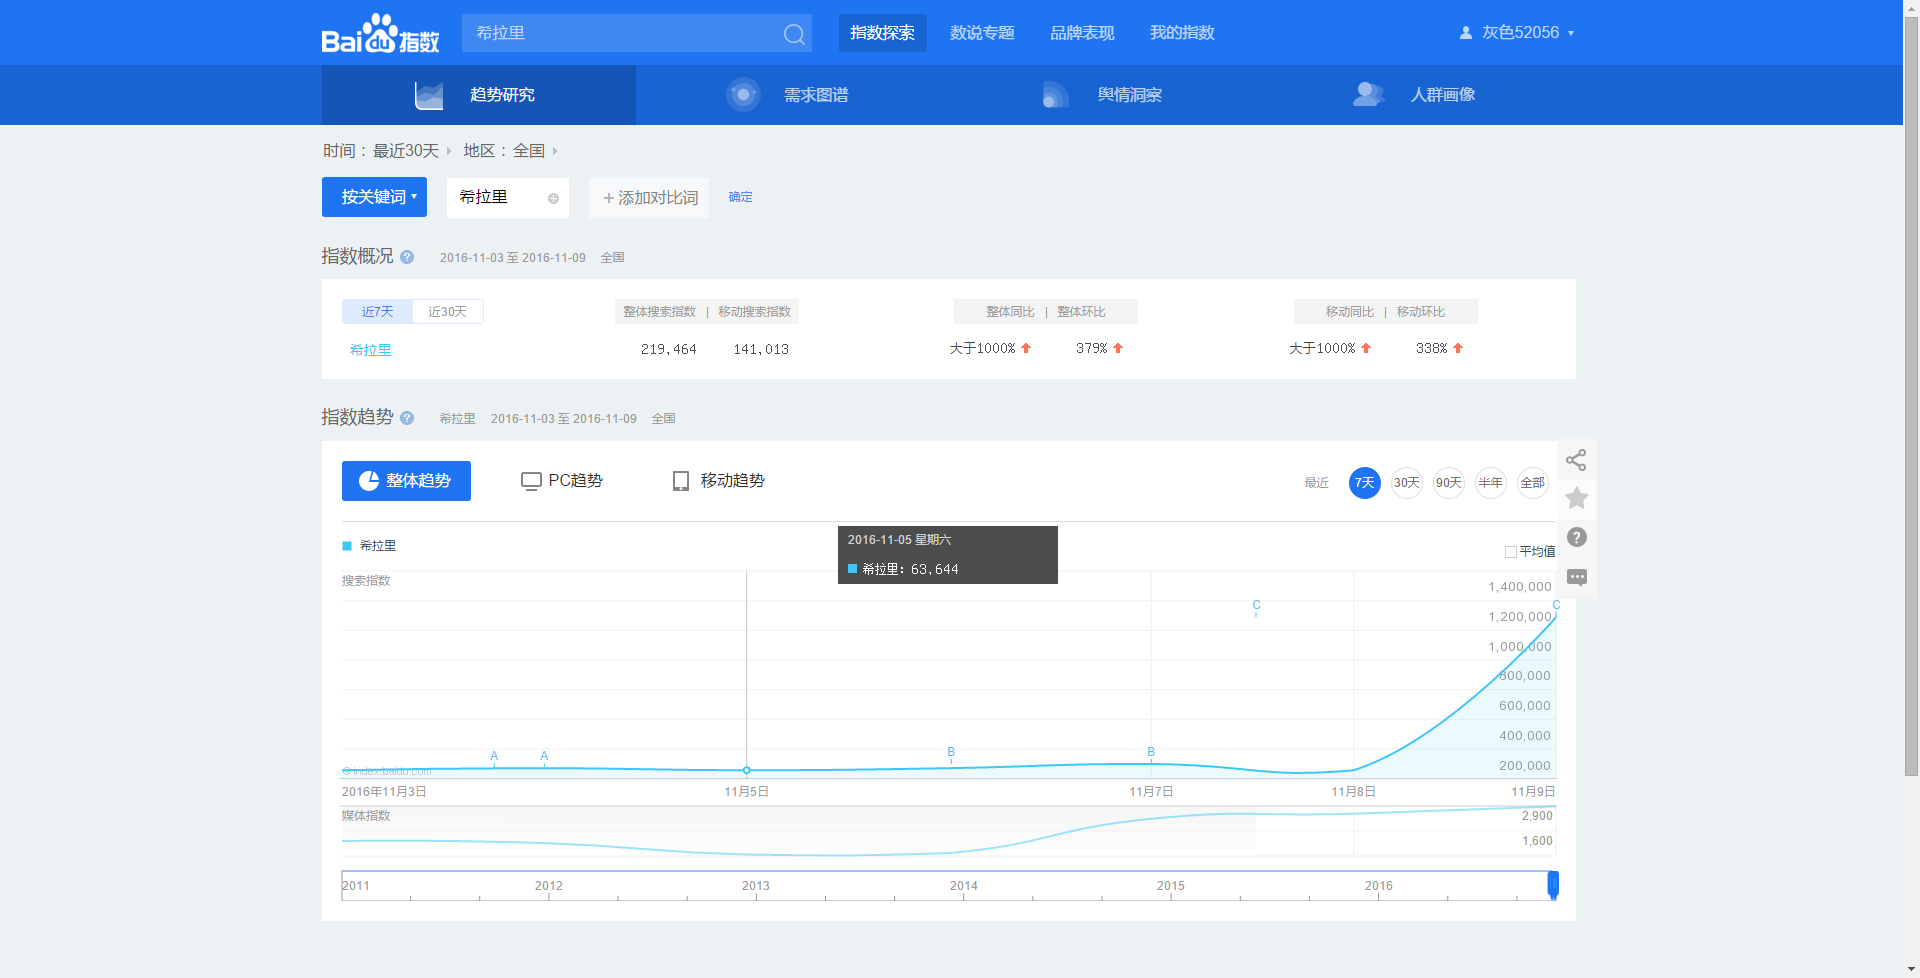 Bai du 指数
希拉里
指数探索 数说专题 品牌表现 我的指数
灰色52056
趋势研究 需求图谱 舆情洞察 人群画像
时间：最近30天 地区：全国
按关键词 希拉里 +添加对比词 确定
指数概况 ? 2016-11-03 至 2016-11-09 全国
近7天 近30天 整体搜索指数 | 移动搜索指数 整体同比 | 整体环比 移动同比 | 移动环比
希拉里 219,464 141,013 大于1000% 379% 大于1000% 338%
指数趋势 ? 希拉里 2016-11-03 至 2016-11-09 全国
整体趋势 PC趋势 移动趋势 最近 7天 30天 90天 半年 全部
2016-11-05 星期六
希拉里：63,644
希拉里
平均值
?
搜索指数
1,400,000
C C
1,200,000
1,000,000
800,000
600,000
400,000
A A B B
200,000
©index.baidu.com
2016年11月3日 11月5日 11月7日 11月8日 11月9日
媒体指数 2,900
1,600
2011 2012 2013 2014 2015 2016